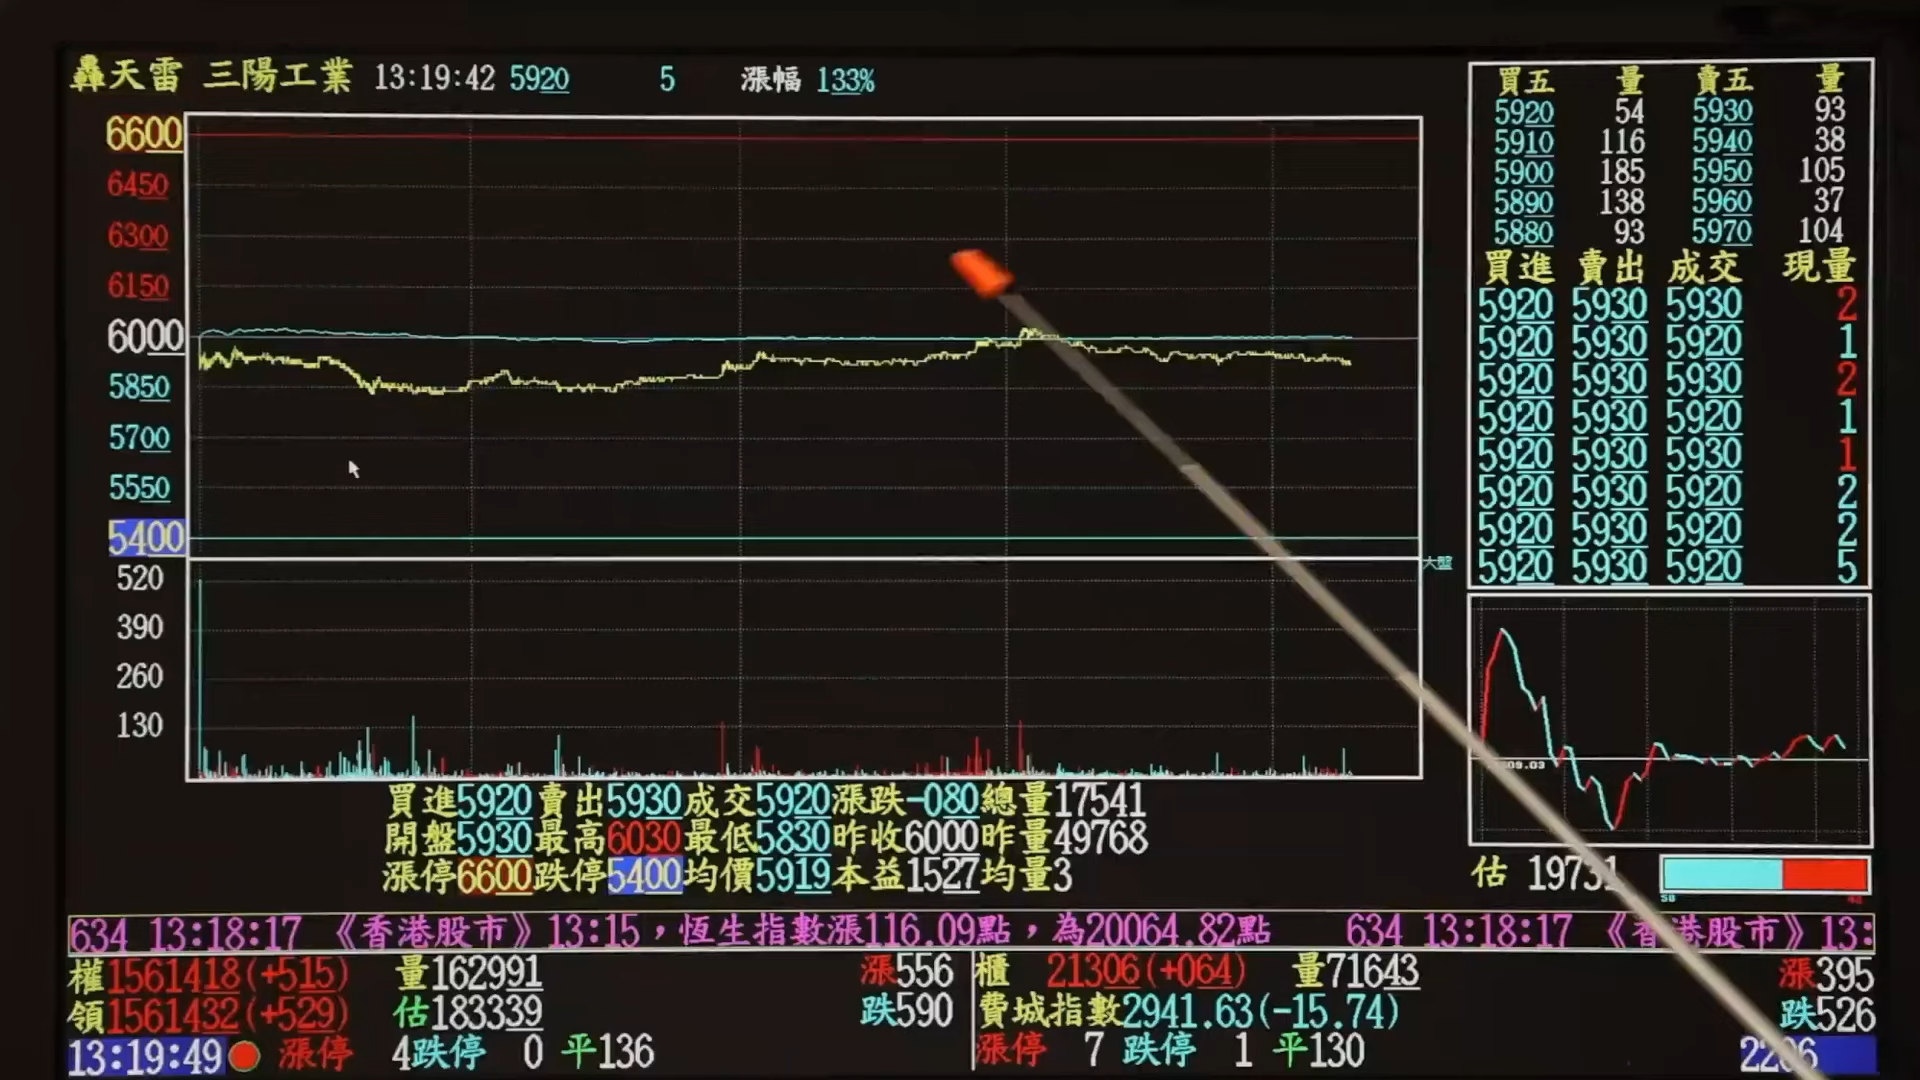 轟天雷 三陽工業 13:19:42 5920 5 漲幅 133%
6600
6450
6300
6150
6000
5850
5700
5550
5400
520
390
260
130
大盤
買五 量 賣五 量
5920 54 5930 93
5910 116 5940 38
5900 185 5950 105
5890 138 5960 37
5880 93 5970 104
買進 賣出 成交 現量
5920 5930 5930 2
5920 5930 5920 1
5920 5930 5930 2
5920 5930 5920 1
5920 5930 5930 1
5920 5930 5920 2
5920 5930 5920 2
5920 5930 5920 5
買進5920賣出5930成交5920漲跌-080總量17541
開盤5930最高6030最低5830昨收6000昨量49768
漲停6600跌停5400均價5919本益1527均量3
估 19731
634 13:18:17 《香港股市》13:15，恆生指數漲116.09點，為20064.82點 634 13:18:17 《香港股市》13:
權1561418(+515) 量162991 漲556
領1561432(+529) 估183339 跌590
13:19:49 漲停 4跌停 0 平136
櫃 21306(+064) 量71643 漲395
費城指數2941.63(-15.74) 跌526
漲停 7 跌停 1 平130